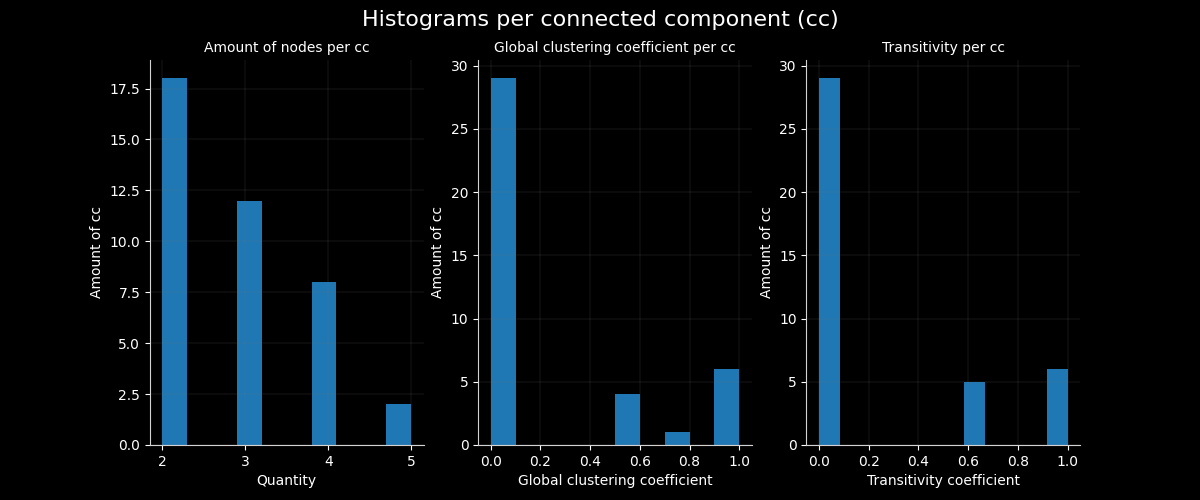 Histograms per connected component (cc)
Amount of nodes per cc
Amount of cc
17.5
15.0
12.5
10.0
7.5
5.0
2.5
0.0
2 3 4 5
Quantity
Global clustering coefficient per cc
Amount of cc
30
25
20
15
10
5
0
0.0 0.2 0.4 0.6 0.8 1.0
Global clustering coefficient
Transitivity per cc
Amount of cc
30
25
20
15
10
5
0
0.0 0.2 0.4 0.6 0.8 1.0
Transitivity coefficient